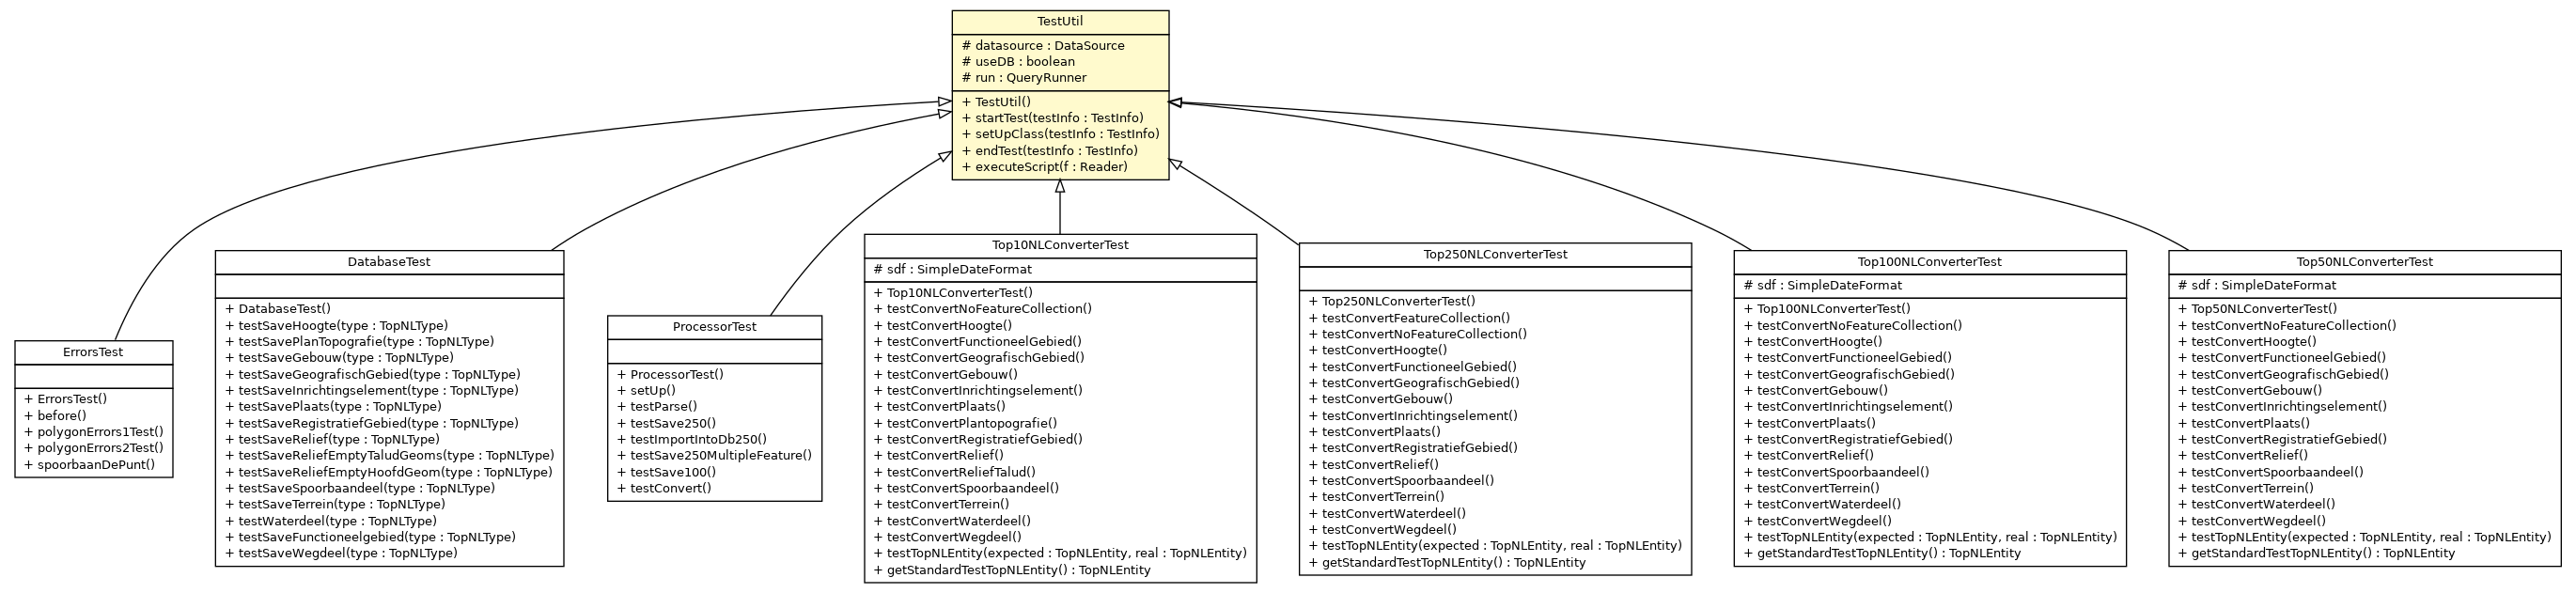 TestUtil
# datasource : DataSource
# useDB : boolean
# run : QueryRunner
+ TestUtil()
+ startTest(testInfo : TestInfo)
+ setUpClass(testInfo : TestInfo)
+ endTest(testInfo : TestInfo)
+ executeScript(f : Reader)
ErrorsTest
+ ErrorsTest()
+ before()
+ polygonErrors1Test()
+ polygonErrors2Test()
+ spoorbaanDePunt()
DatabaseTest
+ DatabaseTest()
+ testSaveHoogte(type : TopNLType)
+ testSavePlanTopografie(type : TopNLType)
+ testSaveGebouw(type : TopNLType)
+ testSaveGeografischGebied(type : TopNLType)
+ testSaveInrichtingselement(type : TopNLType)
+ testSavePlaats(type : TopNLType)
+ testSaveRegistratiefGebied(type : TopNLType)
+ testSaveRelief(type : TopNLType)
+ testSaveReliefEmptyTaludGeoms(type : TopNLType)
+ testSaveReliefEmptyHoofdGeom(type : TopNLType)
+ testSaveSpoorbaandeel(type : TopNLType)
+ testSaveTerrein(type : TopNLType)
+ testWaterdeel(type : TopNLType)
+ testSaveFunctioneelgebied(type : TopNLType)
+ testSaveWegdeel(type : TopNLType)
ProcessorTest
+ ProcessorTest()
+ setUp()
+ testParse()
+ testSave250()
+ testImportIntoDb250()
+ testSave250MultipleFeature()
+ testSave100()
+ testConvert()
Top10NLConverterTest
# sdf : SimpleDateFormat
+ Top10NLConverterTest()
+ testConvertNoFeatureCollection()
+ testConvertHoogte()
+ testConvertFunctioneelGebied()
+ testConvertGeografischGebied()
+ testConvertGebouw()
+ testConvertInrichtingselement()
+ testConvertPlaats()
+ testConvertPlantopografie()
+ testConvertRegistratiefGebied()
+ testConvertRelief()
+ testConvertReliefTalud()
+ testConvertSpoorbaandeel()
+ testConvertTerrein()
+ testConvertWaterdeel()
+ testConvertWegdeel()
+ testTopNLEntity(expected : TopNLEntity, real : TopNLEntity)
+ getStandardTestTopNLEntity() : TopNLEntity
Top250NLConverterTest
+ Top250NLConverterTest()
+ testConvertFeatureCollection()
+ testConvertNoFeatureCollection()
+ testConvertHoogte()
+ testConvertFunctioneelGebied()
+ testConvertGeografischGebied()
+ testConvertGebouw()
+ testConvertInrichtingselement()
+ testConvertPlaats()
+ testConvertRegistratiefGebied()
+ testConvertRelief()
+ testConvertSpoorbaandeel()
+ testConvertTerrein()
+ testConvertWaterdeel()
+ testConvertWegdeel()
+ testTopNLEntity(expected : TopNLEntity, real : TopNLEntity)
+ getStandardTestTopNLEntity() : TopNLEntity
Top100NLConverterTest
# sdf : SimpleDateFormat
+ Top100NLConverterTest()
+ testConvertNoFeatureCollection()
+ testConvertHoogte()
+ testConvertFunctioneelGebied()
+ testConvertGeografischGebied()
+ testConvertGebouw()
+ testConvertInrichtingselement()
+ testConvertPlaats()
+ testConvertRegistratiefGebied()
+ testConvertRelief()
+ testConvertSpoorbaandeel()
+ testConvertTerrein()
+ testConvertWaterdeel()
+ testConvertWegdeel()
+ testTopNLEntity(expected : TopNLEntity, real : TopNLEntity)
+ getStandardTestTopNLEntity() : TopNLEntity
Top50NLConverterTest
# sdf : SimpleDateFormat
+ Top50NLConverterTest()
+ testConvertNoFeatureCollection()
+ testConvertHoogte()
+ testConvertFunctioneelGebied()
+ testConvertGeografischGebied()
+ testConvertGebouw()
+ testConvertInrichtingselement()
+ testConvertPlaats()
+ testConvertRegistratiefGebied()
+ testConvertRelief()
+ testConvertSpoorbaandeel()
+ testConvertTerrein()
+ testConvertWaterdeel()
+ testConvertWegdeel()
+ testTopNLEntity(expected : TopNLEntity, real : TopNLEntity)
+ getStandardTestTopNLEntity() : TopNLEntity